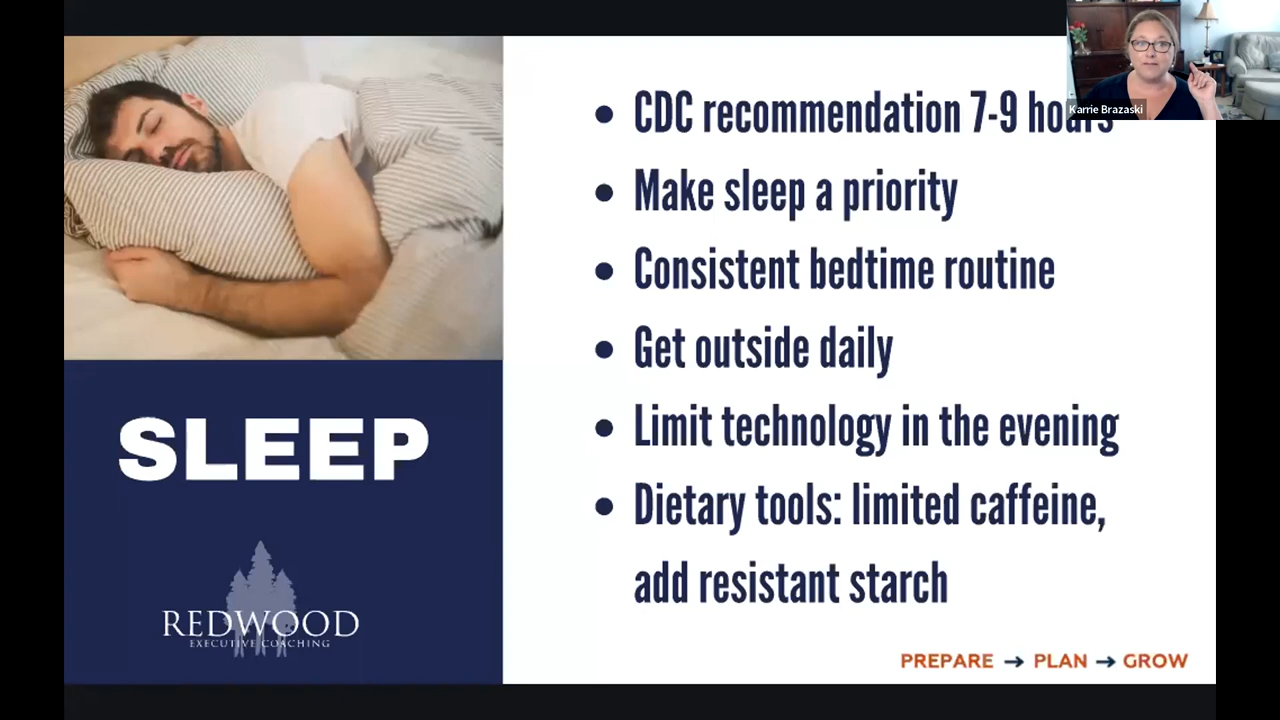 Karrie Brazaski
• CDC recommendation 7-9 hours
• Make sleep a priority
• Consistent bedtime routine
• Get outside daily
• Limit technology in the evening
• Dietary tools: limited caffeine,
add resistant starch
SLEEP
REDWOOD
EXECUTIVE COACHING
PREPARE → PLAN → GROW